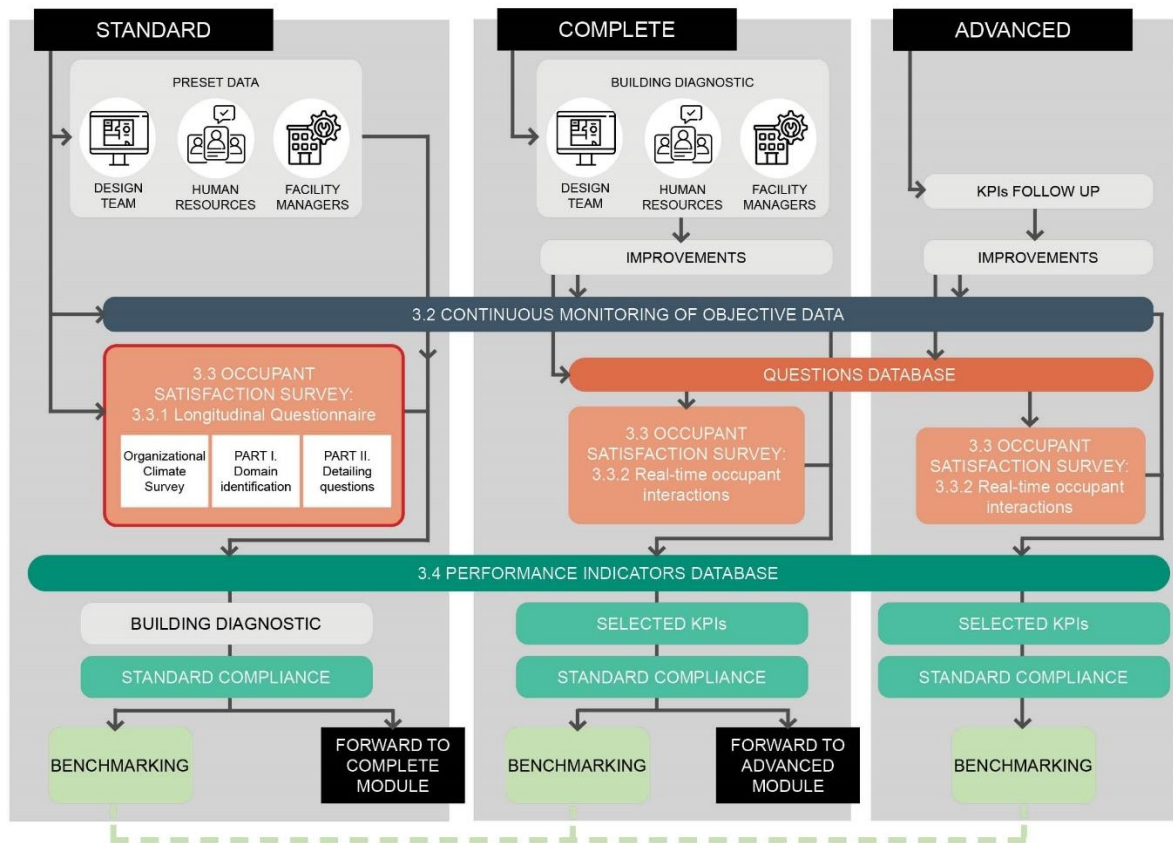 STANDARD
COMPLETE
ADVANCED
PRESET DATA
DESIGN
TEAM
HUMAN
RESOURCES
FACILITY
MANAGERS
BUILDING DIAGNOSTIC
DESIGN
TEAM
HUMAN
RESOURCES
FACILITY
MANAGERS
KPIs FOLLOW UP
IMPROVEMENTS
IMPROVEMENTS
3.2 CONTINUOUS MONITORING OF OBJECTIVE DATA
3.3 OCCUPANT
SATISFACTION SURVEY:
3.3.1 Longitudinal Questionnaire
Organizational
Climate
Survey
PART I.
Domain
identification
PART II.
Detailing
questions
QUESTIONS DATABASE
3.3 OCCUPANT
SATISFACTION SURVEY:
3.3.2 Real-time occupant
interactions
3.3 OCCUPANT
SATISFACTION SURVEY:
3.3.2 Real-time occupant
interactions
3.4 PERFORMANCE INDICATORS DATABASE
BUILDING DIAGNOSTIC
SELECTED KPIs
SELECTED KPIs
STANDARD COMPLIANCE
STANDARD COMPLIANCE
STANDARD COMPLIANCE
BENCHMARKING
FORWARD TO
COMPLETE
MODULE
BENCHMARKING
FORWARD TO
ADVANCED
MODULE
BENCHMARKING